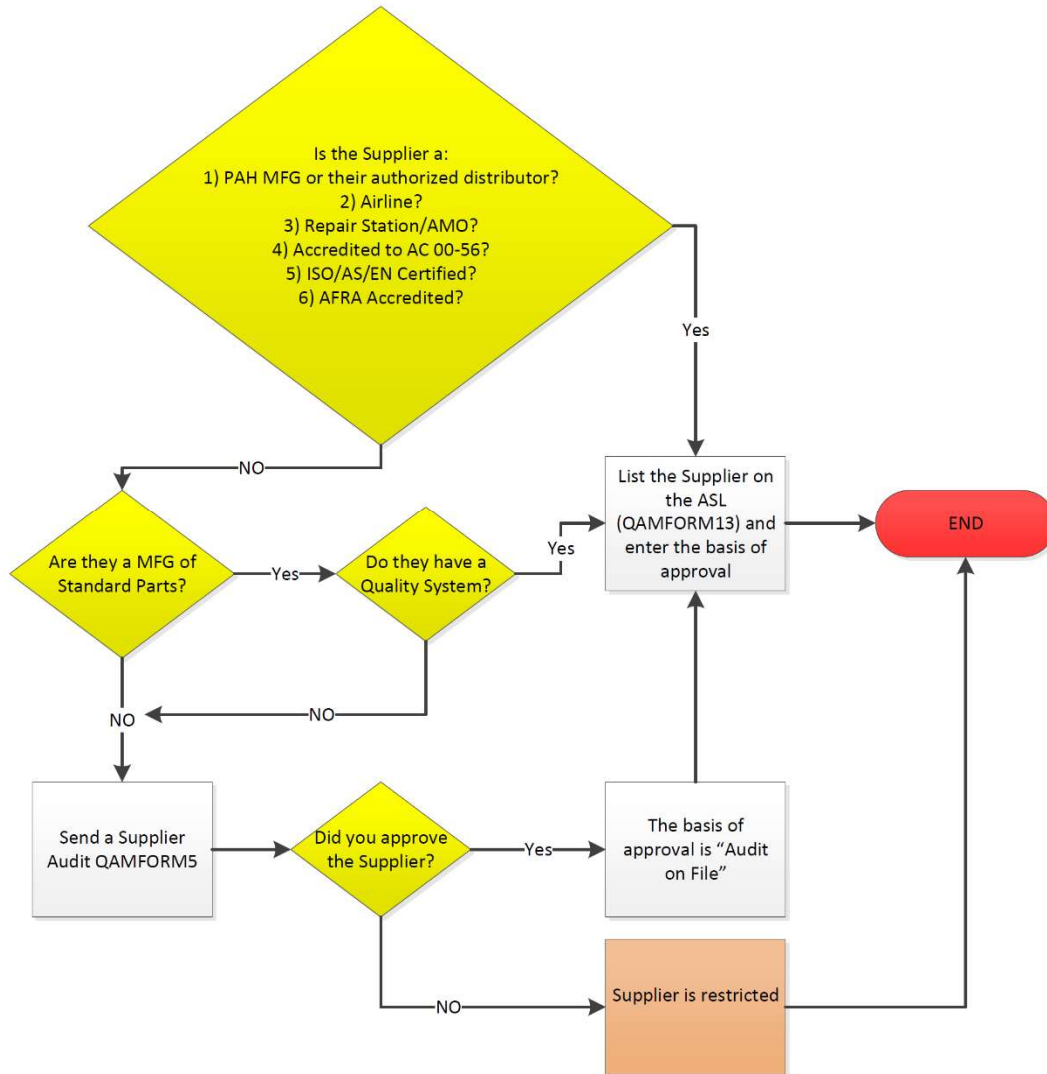 Is the Supplier a:
1) PAH MFG or their authorized distributor?
2) Airline?
3) Repair Station/AMO?
4) Accredited to AC 00-56?
5) ISO/AS/EN Certified?
6) AFRA Accredited?
Yes
NO
Are they a MFG of
Standard Parts?
Yes
Do they have a
Quality System?
Yes
List the Supplier on
the ASL
(QAMFORM13) and
enter the basis of
approval
END
NO
NO
Send a Supplier
Audit QAMFORM5
Did you approve
the Supplier?
Yes
The basis of
approval is “Audit
on File”
NO
Supplier is restricted